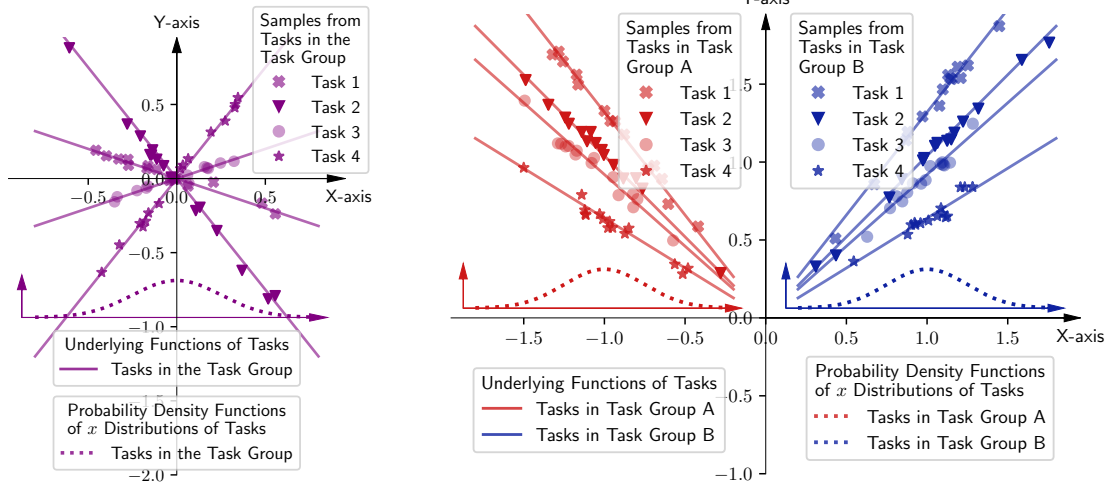 Y-axis
Samples from
Tasks in the
Task Group
Task 1
Task 2
Task 3
Task 4
0.5
0.0
−0.5
−1.0
−2.0
−0.5
0.0
0.5
X-axis
Underlying Functions of Tasks
Tasks in the Task Group
Probability Density Functions
of x Distributions of Tasks
Tasks in the Task Group
Y-axis
Samples from
Tasks in Task
Group A
Task 1
Task 2
Task 3
Task 4
Samples from
Tasks in Task
Group B
Task 1
Task 2
Task 3
Task 4
1.5
1.0
0.5
0.0
−0.5
−1.0
−1.5
−1.0
−0.5
0.0
0.5
1.0
1.5
X-axis
Underlying Functions of Tasks
Tasks in Task Group A
Tasks in Task Group B
Probability Density Functions
of x Distributions of Tasks
Tasks in Task Group A
Tasks in Task Group B